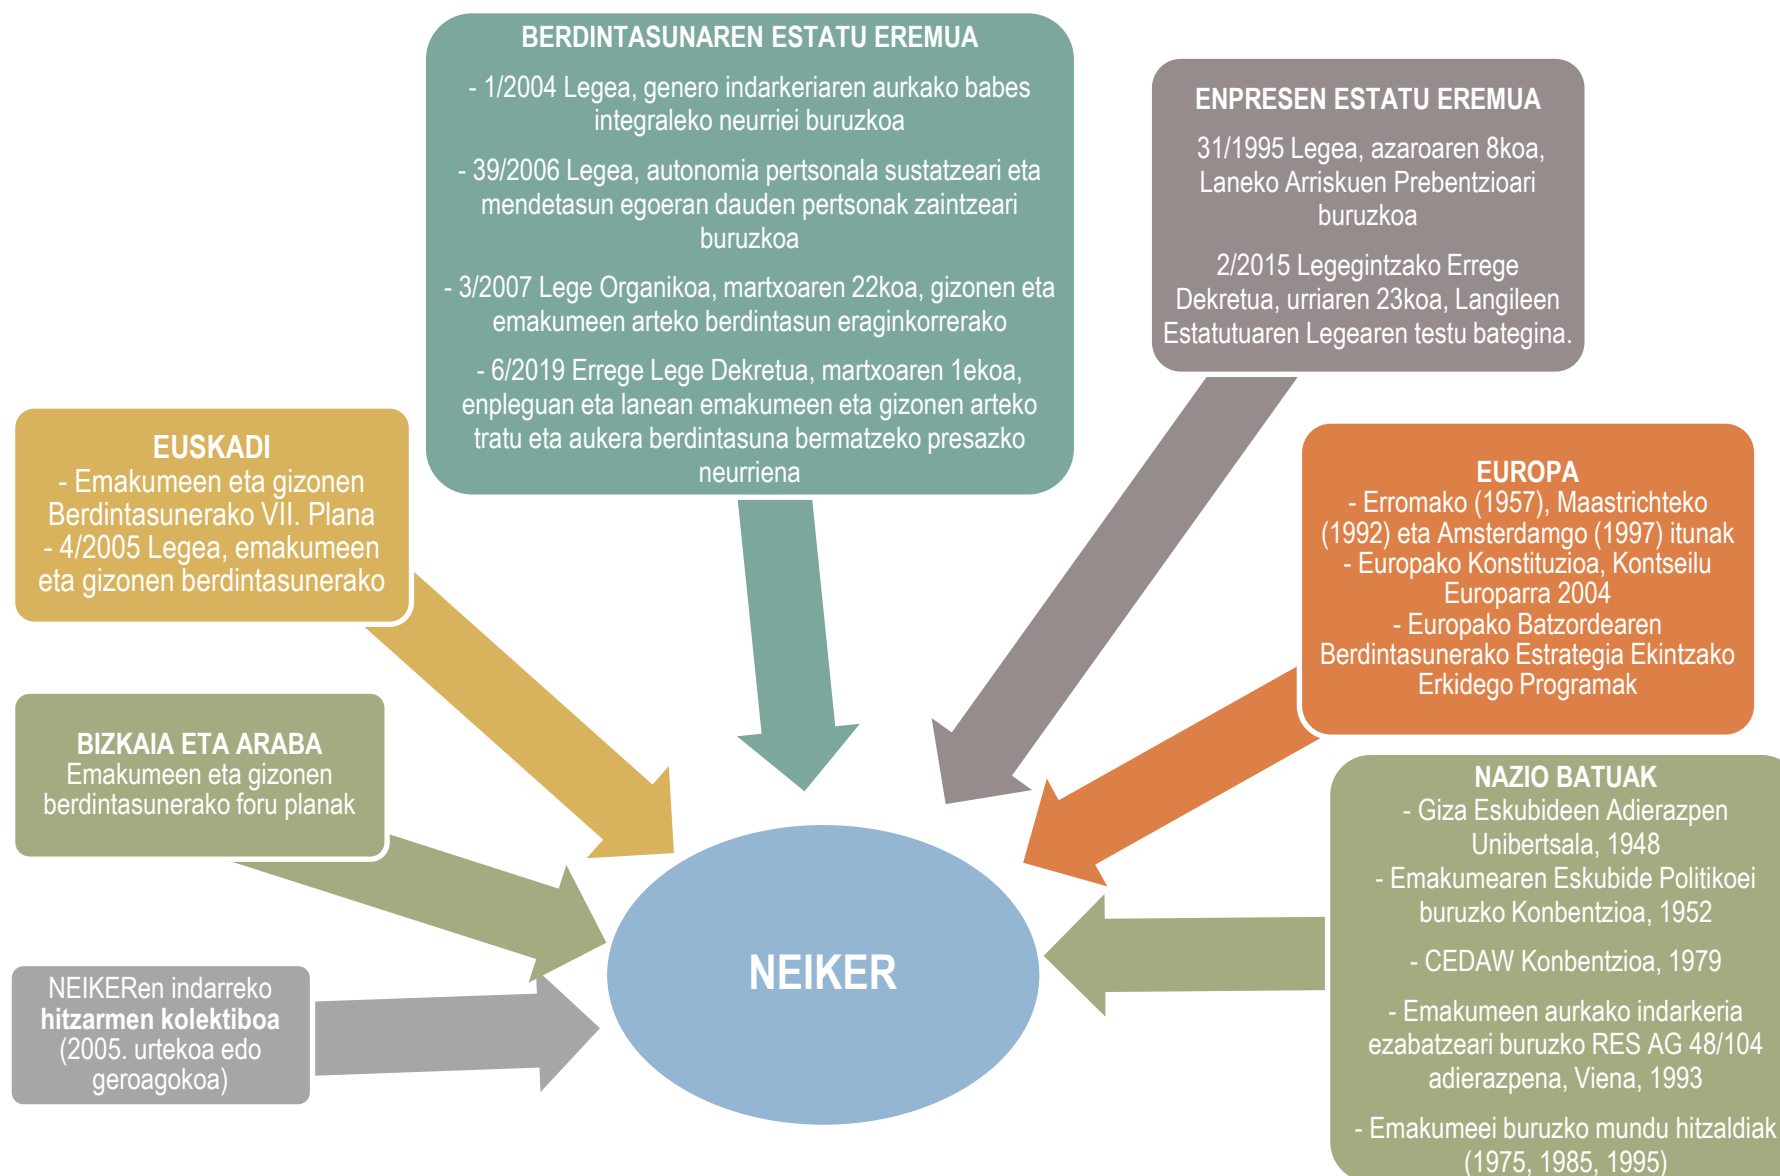 BERDINTASUNAREN ESTATU EREMUA
- 1/2004 Legea, genero indarkeriaren aurkako babes
integraleko neurriei buruzkoa
- 39/2006 Legea, autonomia pertsonala sustatzeari eta
mendetasun egoeran dauden pertsonak zaintzeari
buruzkoa
- 3/2007 Lege Organikoa, martxoaren 22koa, gizonen eta
emakumeen arteko berdintasun eraginkorrerako
- 6/2019 Errege Lege Dekretua, martxoaren 1ekoa,
enpleguan eta lanean emakumeen eta gizonen arteko
tratu eta aukera berdintasuna bermatzeko presazko
neurriena
ENPRESEN ESTATU EREMUA
31/1995 Legea, azaroaren 8koa,
Laneko Arriskuen Prebentzioari
buruzkoa
2/2015 Legegintzako Errege
Dekretua, urriaren 23koa, Langileen
Estatutuaren Legearen testu bategina.
EUSKADI
- Emakumeen eta gizonen
Berdintasunerako VII. Plana
- 4/2005 Legea, emakumeen
eta gizonen berdintasunerako
EUROPA
- Erromako (1957), Maastrichteko
(1992) eta Amsterdamgo (1997) itunak
- Europako Konstituzioa, Kontseilu
Europarra 2004
- Europako Batzordearen
Berdintasunerako Estrategia Ekintzako
Erkidego Programak
BIZKAIA ETA ARABA
Emakumeen eta gizonen
berdintasunerako foru planak
NAZIO BATUAK
- Giza Eskubideen Adierazpen
Unibertsala, 1948
- Emakumearen Eskubide Politikoei
buruzko Konbentzioa, 1952
- CEDAW Konbentzioa, 1979
- Emakumeen aurkako indarkeria
ezabatzeari buruzko RES AG 48/104
adierazpena, Viena, 1993
- Emakumeei buruzko mundu hitzaldiak
(1975, 1985, 1995)
NEIKERen indarreko
hitzarmen kolektiboa
(2005. urtekoa edo
geroagokoa)
NEIKER